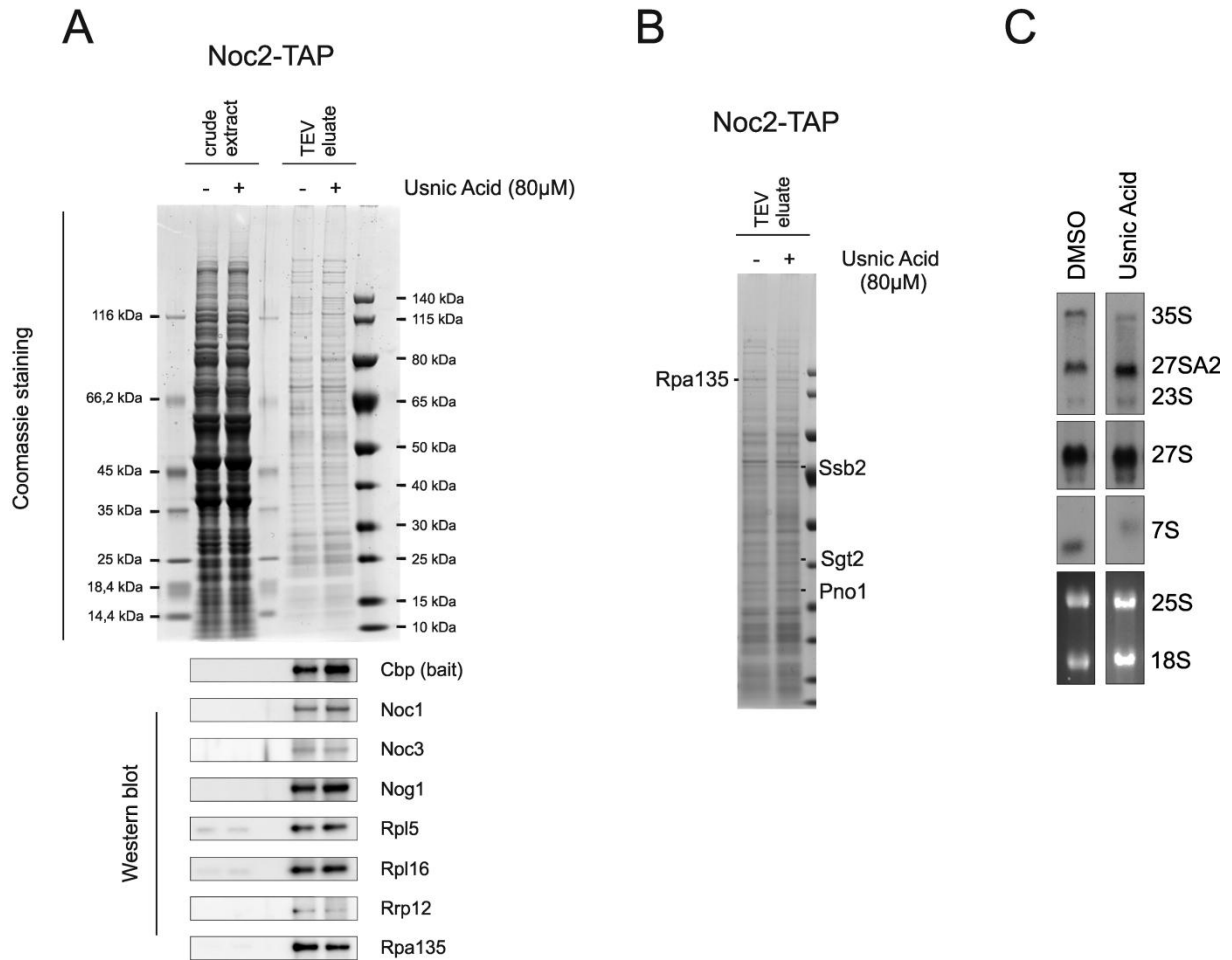 A
Noc2-TAP
crude
extract
TEV
eluate
- + - + Usnic Acid (80µM)
Coomassie staining
116 kDa
66,2 kDa
45 kDa
35 kDa
25 kDa
18,4 kDa
14,4 kDa
140 kDa
115 kDa
80 kDa
65 kDa
50 kDa
40 kDa
30 kDa
25 kDa
15 kDa
10 kDa
Western blot
Cbp (bait)
Noc1
Noc3
Nog1
Rpl5
Rpl16
Rrp12
Rpa135
B
Noc2-TAP
TEV
eluate
- + Usnic Acid
(80µM)
Rpa135
Ssb2
Sgt2
Pno1
C
DMSO
Usnic Acid
35S
27SA2
23S
27S
7S
25S
18S